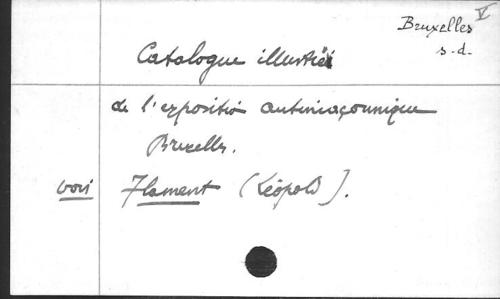 Bruxelles V
s.d.
Catalogue illustré
de l'exposition antimaçonnique
Bruxelles.
voir Flament (Léopold).